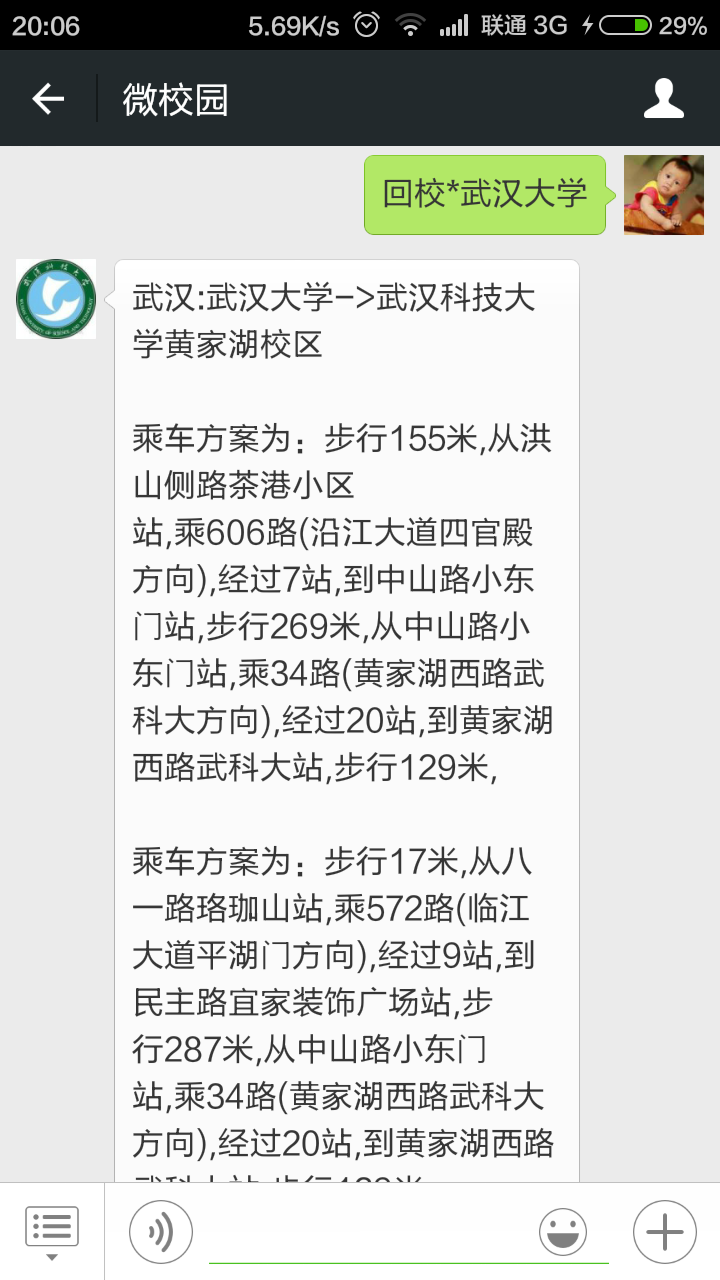 20:06 5.69K/s 联通 3G 29%
微校园
回校*武汉大学
武汉:武汉大学->武汉科技大
学黄家湖校区
乘车方案为：步行155米,从洪
山侧路茶港小区
站,乘606路(沿江大道四官殿
方向),经过7站,到中山路小东
门站,步行269米,从中山路小
东门站,乘34路(黄家湖西路武
科大方向),经过20站,到黄家湖
西路武科大站,步行129米,
乘车方案为：步行17米,从八
一路珞珈山站,乘572路(临江
大道平湖门方向),经过9站,到
民主路宜家装饰广场站,步
行287米,从中山路小东门
站,乘34路(黄家湖西路武科大
方向),经过20站,到黄家湖西路
武科大站,步行129米